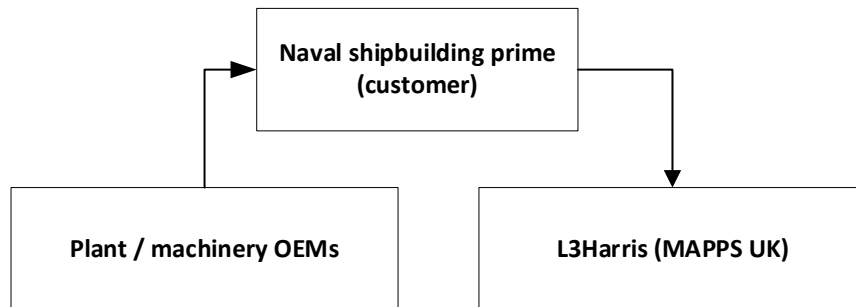 Naval shipbuilding prime
(customer)
Plant / machinery OEMs
L3Harris (MAPPS UK)